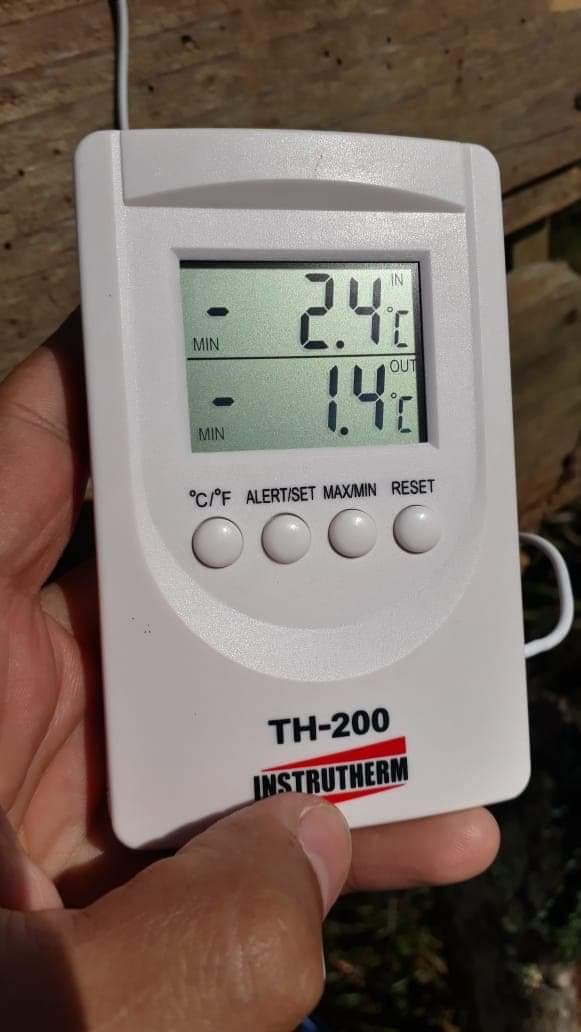 IN
- 2.4 °C
MIN
OUT
- 1.4 °C
MIN
°C/°F ALERT/SET MAX/MIN RESET
TH-200
INSTRUTHERM